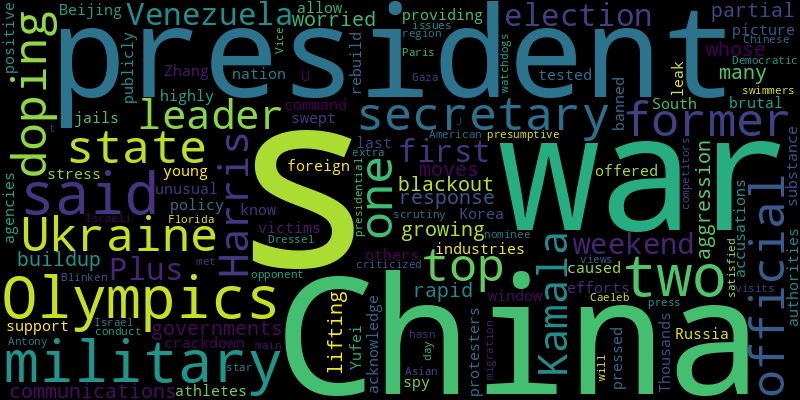 Beijing
Venezuela
allow
worried
providing
election
partial
positive
doping
president
publicly
Vice
rebuild
issues
region
Paris
Gaza
watchdogs
picture
Chinese
whose
Democratic
many
Zhang
nation
U
tested
leak
swimmers
highly
command
jails
leader
swept
secretary
banned
South
brutal
former
t
J
state
Harris
S
foreign
last
extra
one
American
presumptive
first
war
stress
young
unusual
moves
offered
competitors
aggression
substance
said
policy
know
presidential
blackout
response
Korea
scrutiny
nominee
accusations
official
agencies
Israeli
Florida
victims
Dressel
growing
industries
weekend
Ukraine
buildup
Plus
Blinken
met
opponent
others
criticized
top
Kamala
caused
views
efforts
two
satisfied
authorities
Olympics
lifting
China
rapid
window
Caeleb
press
visits
support
Israel
conduct
governments
Antony
crackdown
main
Yufei
acknowledge
hasn
day
Asian
protesters
migration
will
pressed
Thousands
Russia
military
star
communications
athletes
spy